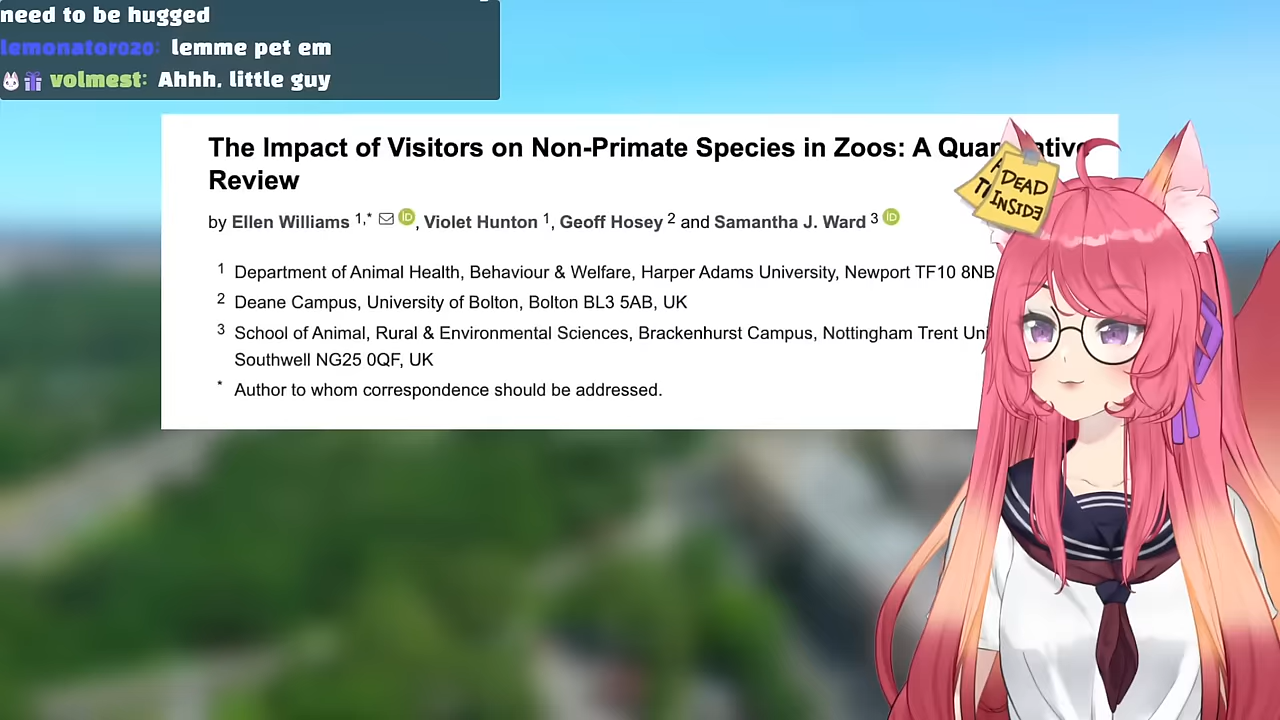 need to be hugged
lemonator020: lemme pet em
volmest: Ahhh, little guy
The Impact of Visitors on Non-Primate Species in Zoos: A Quan ative
Review
by Ellen Williams 1,* iD, Violet Hunton 1, Geoff Hosey 2 and Samantha J. Ward 3 iD
1 Department of Animal Health, Behaviour & Welfare, Harper Adams University, Newport TF10 8NB
2 Deane Campus, University of Bolton, Bolton BL3 5AB, UK
3 School of Animal, Rural & Environmental Sciences, Brackenhurst Campus, Nottingham Trent Uni
Southwell NG25 0QF, UK
* Author to whom correspondence should be addressed.
DEAD
INSIDE